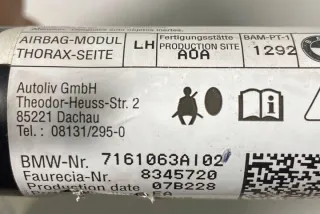 AIRBAG-MODUL
THORAX-SEITE
LH
Fertigungsstätte
PRODUCTION SITE
AOA
BAM-PT-1
1292
Autoliv GmbH
Theodor-Heuss-Str. 2
85221 Dachau
Tel.: 08131/295-0
BMW-Nr. 7161063AI02
Faurecia-Nr. 8345720
Production date 07B228